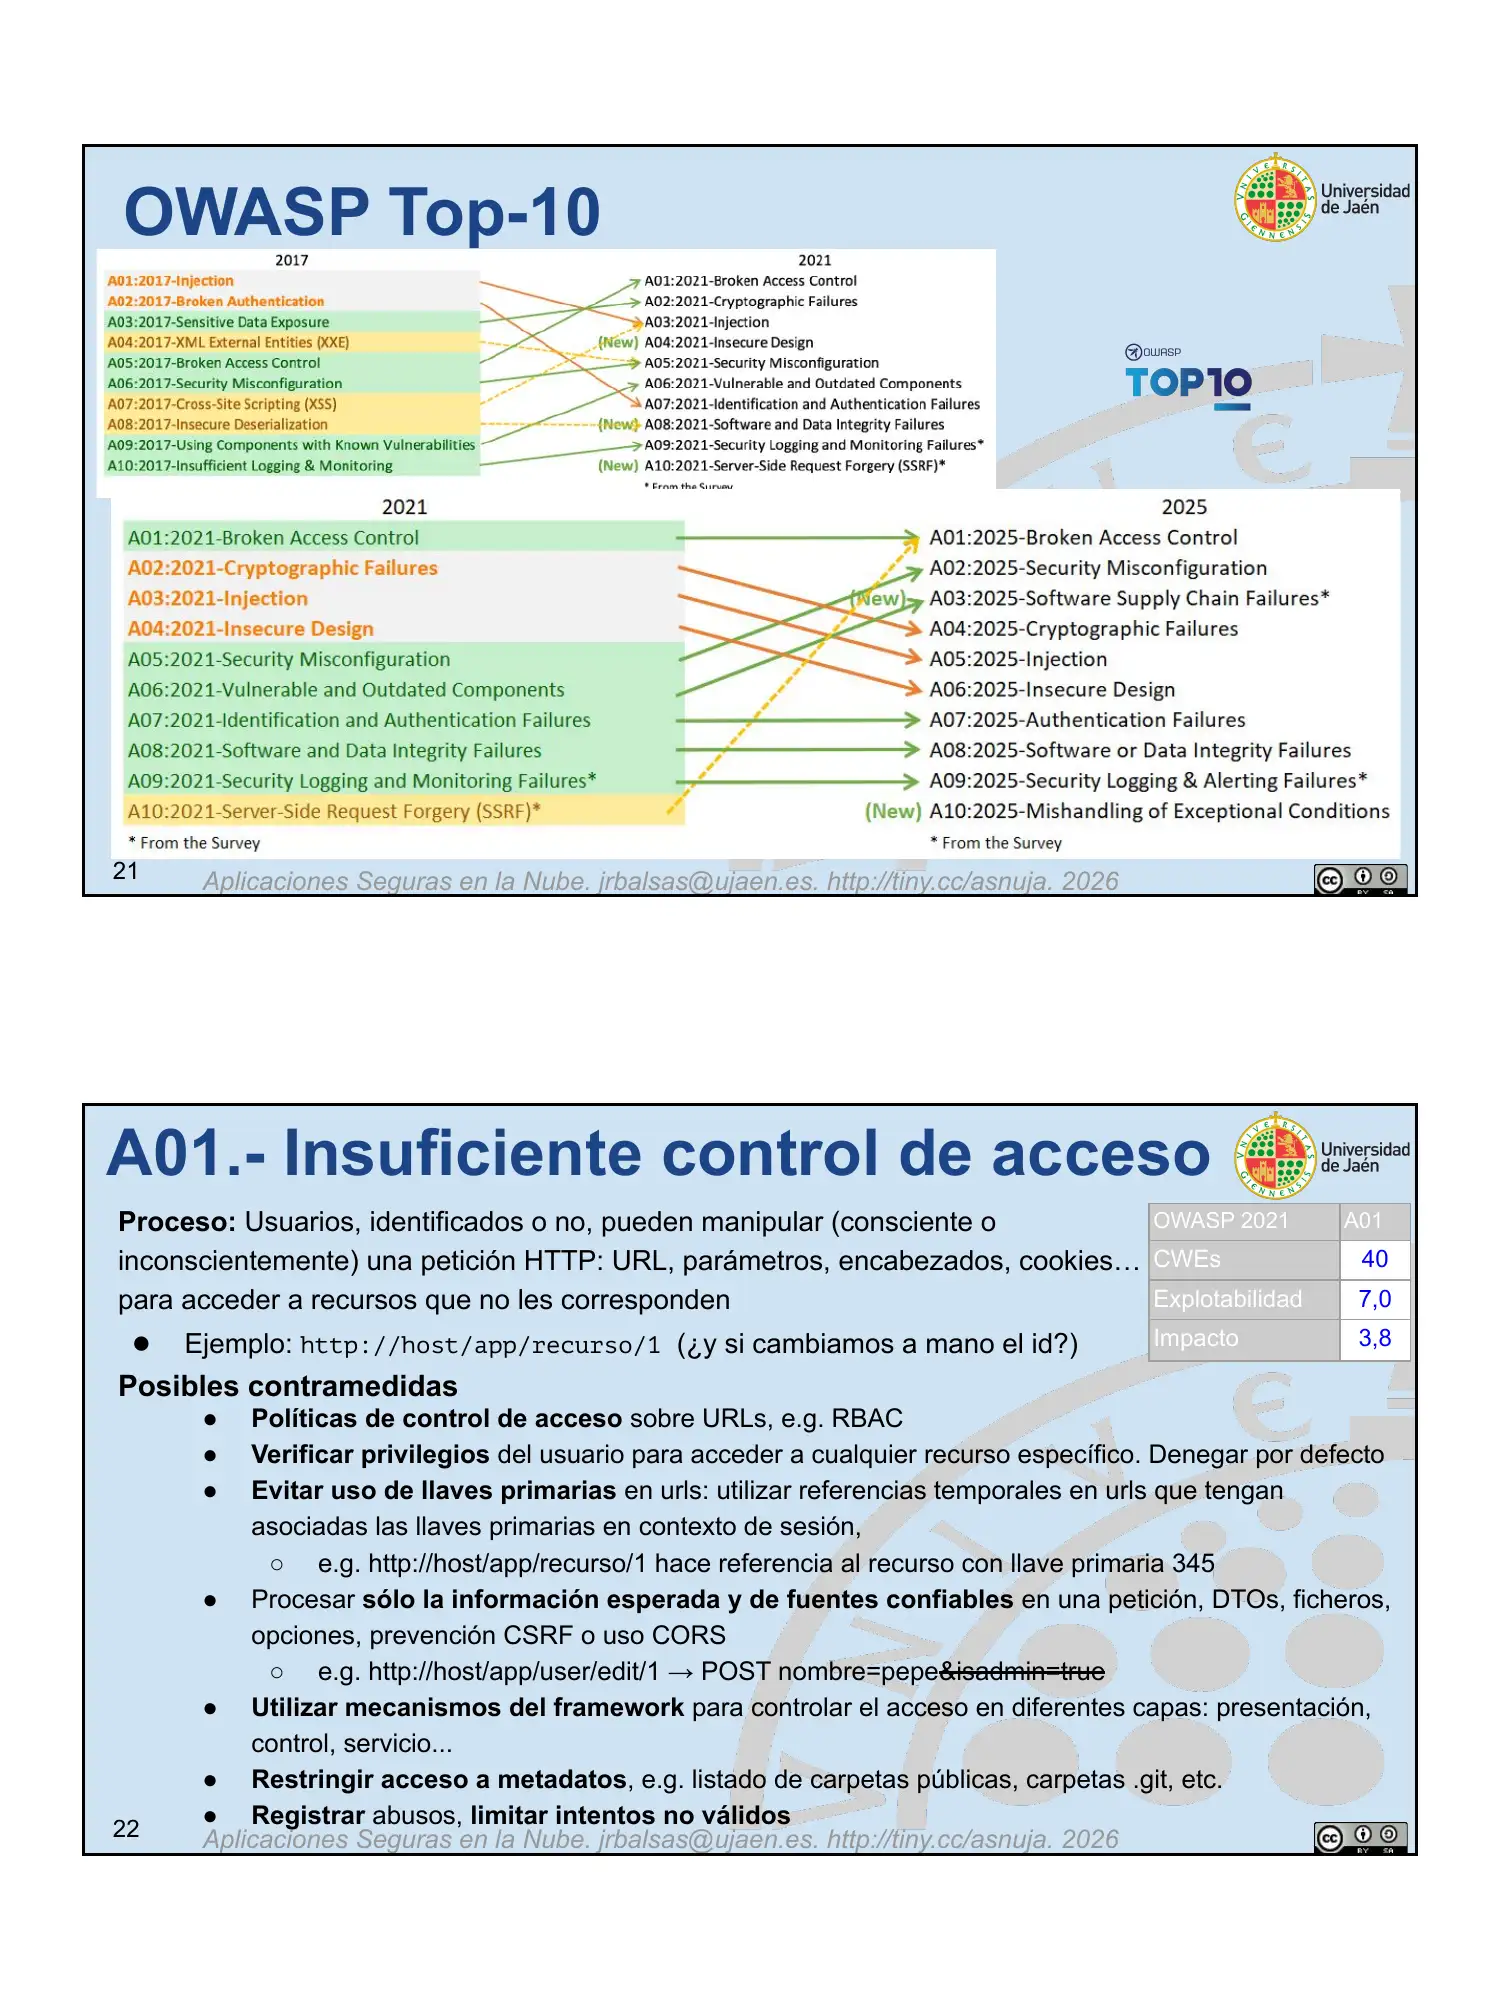 OWASP Top-10
Universidad
de Jaén
2017
2021
A01:2017-Injection
A02:2017-Broken Authentication
A03:2017-Sensitive Data Exposure
A04:2017-XML External Entities (XXE)
A05:2017-Broken Access Control
A06:2017-Security Misconfiguration
A07:2017-Cross-Site Scripting (XSS)
A08:2017-Insecure Deserialization
A09:2017-Using Components with Known Vulnerabilities
A10:2017-Insufficient Logging & Monitoring
A01:2021-Broken Access Control
A02:2021-Cryptographic Failures
A03:2021-Injection
(New) A04:2021-Insecure Design
A05:2021-Security Misconfiguration
A06:2021-Vulnerable and Outdated Components
A07:2021-Identification and Authentication Failures
(New) A08:2021-Software and Data Integrity Failures
A09:2021-Security Logging and Monitoring Failures*
(New) A10:2021-Server-Side Request Forgery (SSRF)*
* From the Survey
OWASP
TOP10
2021
2025
A01:2021-Broken Access Control
A02:2021-Cryptographic Failures
A03:2021-Injection
A04:2021-Insecure Design
A05:2021-Security Misconfiguration
A06:2021-Vulnerable and Outdated Components
A07:2021-Identification and Authentication Failures
A08:2021-Software and Data Integrity Failures
A09:2021-Security Logging and Monitoring Failures*
A10:2021-Server-Side Request Forgery (SSRF)*
* From the Survey
A01:2025-Broken Access Control
A02:2025-Security Misconfiguration
(New) A03:2025-Software Supply Chain Failures*
A04:2025-Cryptographic Failures
A05:2025-Injection
A06:2025-Insecure Design
A07:2025-Authentication Failures
A08:2025-Software or Data Integrity Failures
A09:2025-Security Logging & Alerting Failures*
(New) A10:2025-Mishandling of Exceptional Conditions
* From the Survey
21
Aplicaciones Seguras en la Nube. jrbalsas@ujaen.es. http://tiny.cc/asnuja. 2026
cc BY SA
A01.- Insuficiente control de acceso
Universidad
de Jaén
Proceso: Usuarios, identificados o no, pueden manipular (consciente o
inconscientemente) una petición HTTP: URL, parámetros, encabezados, cookies…
para acceder a recursos que no les corresponden
● Ejemplo: http://host/app/recurso/1 (¿y si cambiamos a mano el id?)
OWASP 2021 A01
CWEs 40
Explotabilidad 7,0
Impacto 3,8
Posibles contramedidas
● Políticas de control de acceso sobre URLs, e.g. RBAC
● Verificar privilegios del usuario para acceder a cualquier recurso específico. Denegar por defecto
● Evitar uso de llaves primarias en urls: utilizar referencias temporales en urls que tengan
asociadas las llaves primarias en contexto de sesión,
○ e.g. http://host/app/recurso/1 hace referencia al recurso con llave primaria 345
● Procesar sólo la información esperada y de fuentes confiables en una petición, DTOs, ficheros,
opciones, prevención CSRF o uso CORS
○ e.g. http://host/app/user/edit/1 → POST nombre=pepe&isadmin=true
● Utilizar mecanismos del framework para controlar el acceso en diferentes capas: presentación,
control, servicio...
● Restringir acceso a metadatos, e.g. listado de carpetas públicas, carpetas .git, etc.
● Registrar abusos, limitar intentos no válidos
22
Aplicaciones Seguras en la Nube. jrbalsas@ujaen.es. http://tiny.cc/asnuja. 2026
cc BY SA